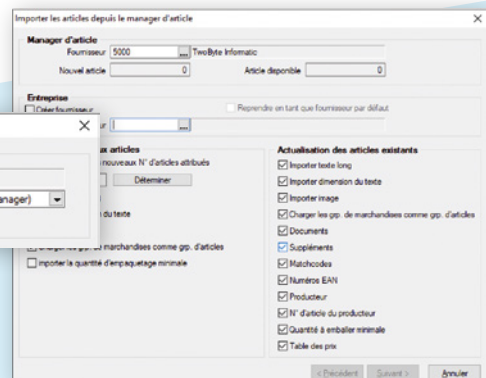 Importer les articles depuis le manager d'article
Manager d'article
Fournisseur 5000 ... TwoByte Informatic
Nouvel article 0 Article disponible 0
Entreprise
Créer fournisseur Reprendre en tant que fournisseur par défaut
ur ...
anager)
ux articles
nouveaux N° d'articles attribués
Déterminer
n du texte
Charger les grp. de marchandises comme grp. d'articles
Importer la quantité d'empaquetage minimale
Actualisation des articles existants
Importer texte long
Importer dimension du texte
Importer image
Charger les grp. de marchandises comme grp. d'articles
Documents
Suppléments
Matchcodes
Numéros EAN
Producteur
N° d'article du producteur
Quantité à emballer minimale
Table des prix
< Précédent Suivant > Annuler